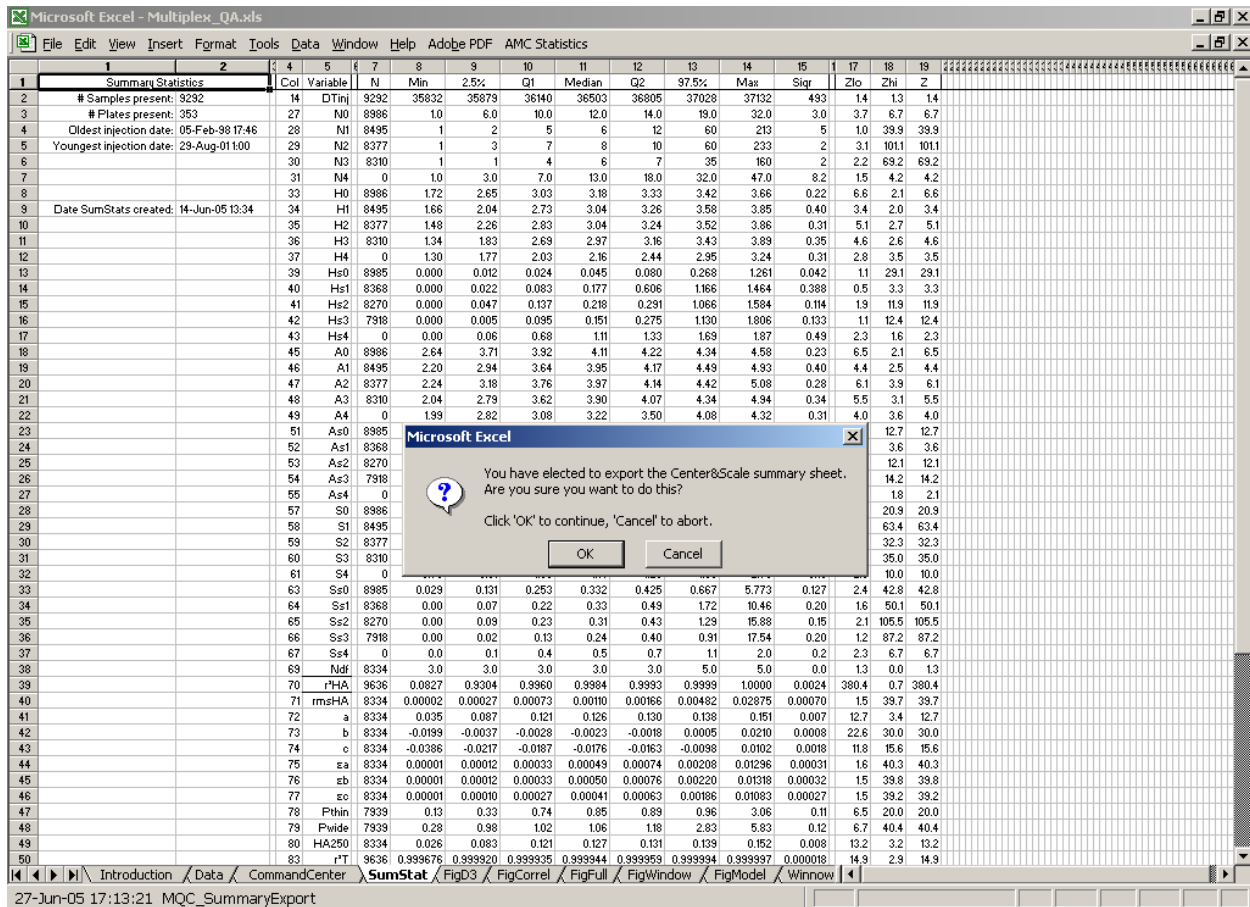 Microsoft Excel - Multiplex_QA.xls
File Edit View Insert Format Tools Data Window Help Adobe PDF AMC Statistics
1 2 4 5 7 8 9 10 11 12 13 14 15 17 18 19
1 Summary Statistics Col Variable N Min 2.5% Q1 Median Q2 97.5% Max Siqr Zlo Zhi Z
2 # Samples present: 9292 14 DTinj 9292 35832 35879 36140 36503 36805 37028 37132 493 1.4 1.3 1.4
3 # Plates present: 353 27 N0 8986 1.0 6.0 10.0 12.0 14.0 19.0 32.0 3.0 3.7 6.7 6.7
4 Oldest injection date: 05-Feb-98 17:46 28 N1 8495 1 2 5 6 12 60 213 5 1.0 39.9 39.9
5 Youngest injection date: 29-Aug-01 1:00 29 N2 8377 1 3 7 8 10 60 233 2 3.1 101.1 101.1
6 30 N3 8310 1 1 4 6 7 35 160 2 2.2 69.2 69.2
7 31 N4 0 1.0 3.0 7.0 13.0 18.0 32.0 47.0 8.2 1.5 4.2 4.2
8 33 H0 8986 1.72 2.65 3.03 3.18 3.33 3.42 3.66 0.22 6.6 2.1 6.6
9 Date SumStats created: 14-Jun-05 13:34 34 H1 8495 1.66 2.04 2.73 3.04 3.26 3.58 3.85 0.40 3.4 2.0 3.4
10 35 H2 8377 1.48 2.26 2.83 3.04 3.24 3.52 3.86 0.31 5.1 2.7 5.1
11 36 H3 8310 1.34 1.83 2.69 2.97 3.16 3.43 3.89 0.35 4.6 2.6 4.6
12 37 H4 0 1.30 1.77 2.03 2.16 2.44 2.95 3.24 0.31 2.8 3.5 3.5
13 39 Hs0 8985 0.000 0.012 0.024 0.045 0.080 0.268 1.261 0.042 1.1 29.1 29.1
14 40 Hs1 8368 0.000 0.022 0.083 0.177 0.606 1.166 1.464 0.388 0.5 3.3 3.3
15 41 Hs2 8270 0.000 0.047 0.137 0.218 0.291 1.066 1.584 0.114 1.9 11.9 11.9
16 42 Hs3 7918 0.000 0.005 0.095 0.151 0.275 1.130 1.806 0.133 1.1 12.4 12.4
17 43 Hs4 0 0.00 0.06 0.68 1.11 1.33 1.69 1.87 0.49 2.3 1.6 2.3
18 45 A0 8986 2.64 3.71 3.92 4.11 4.22 4.34 4.58 0.23 6.5 2.1 6.5
19 46 A1 8495 2.20 2.94 3.64 3.95 4.17 4.49 4.93 0.40 4.4 2.5 4.4
20 47 A2 8377 2.24 3.18 3.76 3.97 4.14 4.42 5.08 0.28 6.1 3.9 6.1
21 48 A3 8310 2.04 2.79 3.62 3.90 4.07 4.34 4.94 0.34 5.5 3.1 5.5
22 49 A4 0 1.99 2.82 3.08 3.22 3.50 4.08 4.32 0.31 4.0 3.6 4.0
23 51 As0 8985 12.7 12.7
24 52 As1 8368 3.6 3.6
25 53 As2 8270 12.1 12.1
26 54 As3 7918 14.2 14.2
27 55 As4 0 1.8 2.1
28 57 S0 8986 20.9 20.9
29 58 S1 8495 63.4 63.4
30 59 S2 8377 32.3 32.3
31 60 S3 8310 35.0 35.0
32 61 S4 0 10.0 10.0
Microsoft Excel
You have elected to export the Center&Scale summary sheet.
Are you sure you want to do this?
Click 'OK' to continue, 'Cancel' to abort.
OK Cancel
33 63 Ss0 8985 0.029 0.131 0.253 0.332 0.425 0.667 5.773 0.127 2.4 42.8 42.8
34 64 Ss1 8368 0.00 0.07 0.22 0.33 0.49 1.72 10.46 0.20 1.6 50.1 50.1
35 65 Ss2 8270 0.00 0.09 0.23 0.31 0.43 1.29 15.88 0.15 2.1 105.5 105.5
36 66 Ss3 7918 0.00 0.02 0.13 0.24 0.40 0.91 17.54 0.20 1.2 87.2 87.2
37 67 Ss4 0 0.0 0.1 0.4 0.5 0.7 1.1 2.0 0.2 2.3 6.7 6.7
38 69 Ndf 8334 3.0 3.0 3.0 3.0 3.0 5.0 5.0 0.0 1.3 0.0 1.3
39 70 r²HA 9636 0.0827 0.9304 0.9960 0.9984 0.9993 0.9999 1.0000 0.0024 380.4 0.7 380.4
40 71 rmsHA 8334 0.00002 0.00027 0.00073 0.00110 0.00166 0.00482 0.02875 0.00070 1.5 39.7 39.7
41 72 a 8334 0.035 0.087 0.121 0.126 0.130 0.138 0.151 0.007 12.7 3.4 12.7
42 73 b 8334 -0.0199 -0.0037 -0.0028 -0.0023 -0.0018 0.0005 0.0210 0.0008 22.6 30.0 30.0
43 74 c 8334 -0.0386 -0.0217 -0.0187 -0.0176 -0.0163 -0.0098 0.0102 0.0018 11.8 15.6 15.6
44 75 εa 8334 0.00001 0.00012 0.00033 0.00049 0.00074 0.00208 0.01296 0.00031 1.6 40.3 40.3
45 76 εb 8334 0.00001 0.00012 0.00033 0.00050 0.00076 0.00220 0.01318 0.00032 1.5 39.8 39.8
46 77 εc 8334 0.00001 0.00010 0.00027 0.00041 0.00063 0.00186 0.01083 0.00027 1.5 39.2 39.2
47 78 Pthin 7939 0.13 0.33 0.74 0.85 0.89 0.96 3.06 0.11 6.5 20.0 20.0
48 79 Pwide 7939 0.28 0.98 1.02 1.06 1.18 2.83 5.83 0.12 6.7 40.4 40.4
49 80 HA250 8334 0.026 0.083 0.121 0.127 0.131 0.139 0.152 0.008 13.2 3.2 13.2
50 83 r²T 9636 0.999676 0.999920 0.999935 0.999944 0.999959 0.999994 0.999997 0.000018 14.9 2.9 14.9
Introduction Data CommandCenter SumStat FigD3 FigCorrel FigFull FigWindow FigModel Winnow
27-Jun-05 17:13:21 MQC_SummaryExport